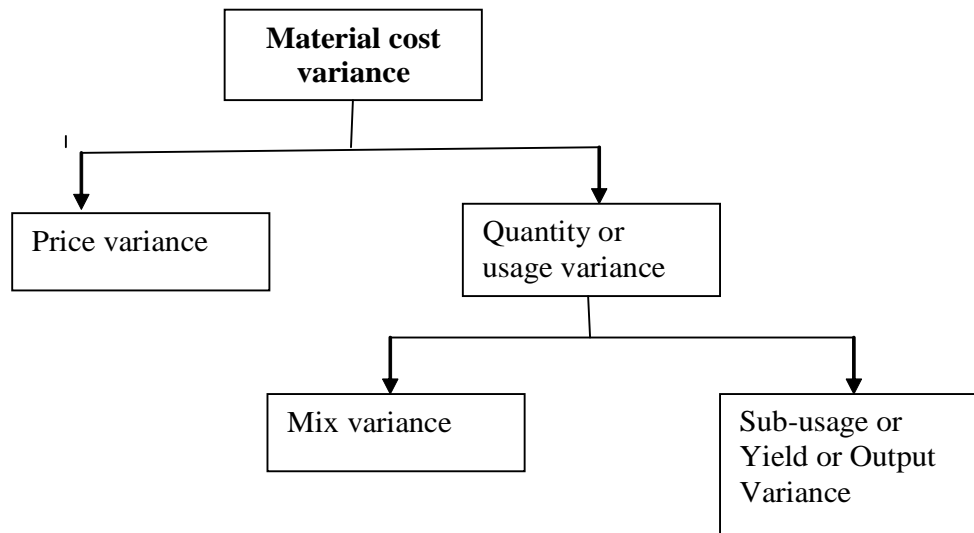 Material cost
variance
Price variance
Quantity or
usage variance
Mix variance
Sub-usage or
Yield or Output
Variance